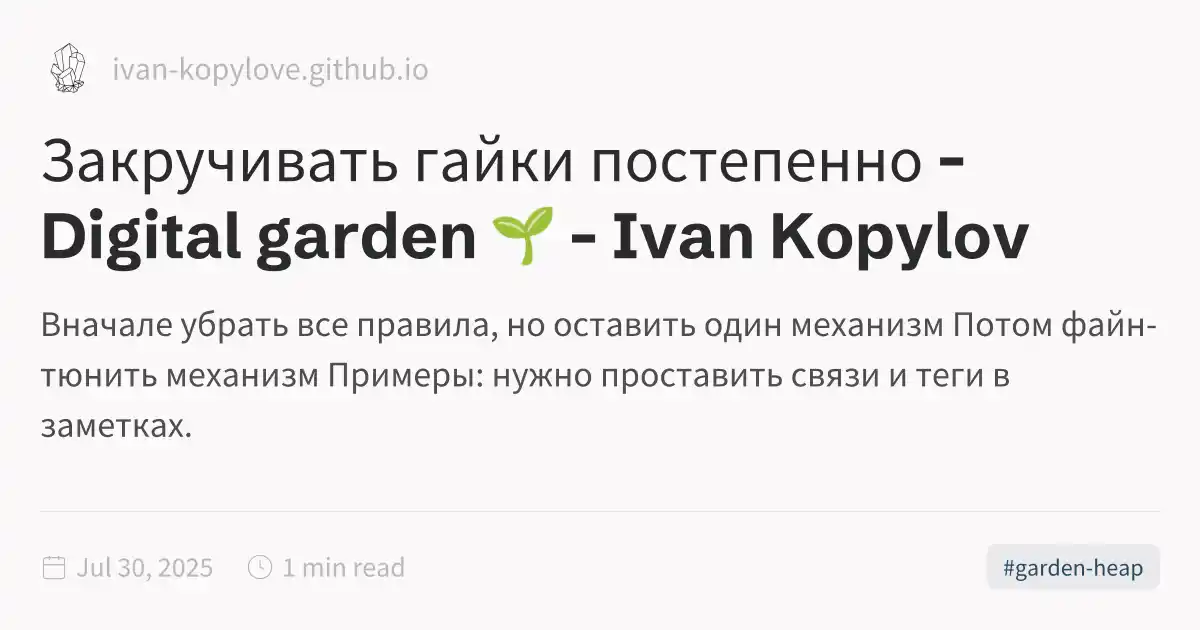 ivan-kopylove.github.io
Закручивать гайки постепенно -
Digital garden 🌱 - Ivan Kopylov
Вначале убрать все правила, но оставить один механизм Потом файн-
тюнить механизм Примеры: нужно проставить связи и теги в
заметках.
Jul 30, 2025 1 min read #garden-heap